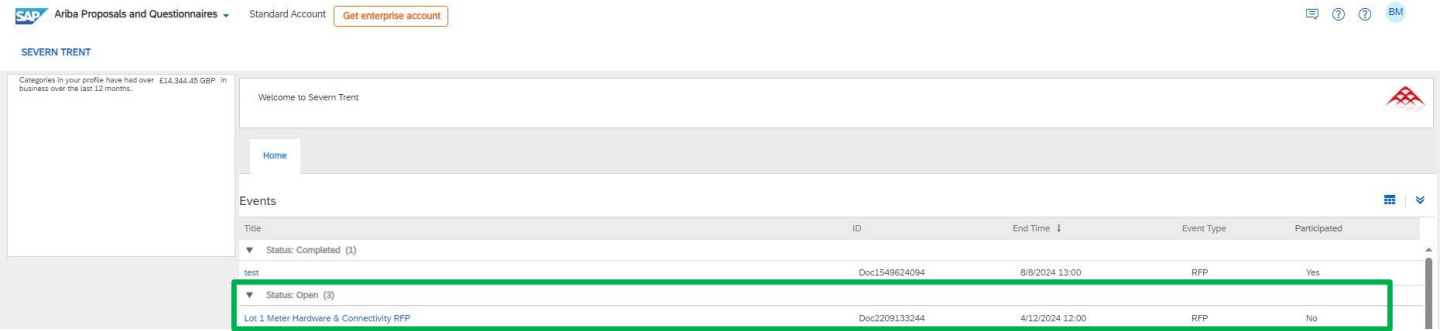 SAP Ariba Proposals and Questionnaires Standard Account Get enterprise account BM
SEVERN TRENT
Categories in your profile have had over £14,344.45 GBP in
business over the last 12 months.
Welcome to Severn Trent
Home
Events
Title ID End Time ↓ Event Type Participated
▼ Status: Completed (1)
test Doc1549624094 8/8/2024 13:00 RFP Yes
▼ Status: Open (3)
Lot 1 Meter Hardware & Connectivity RFP Doc2209133244 4/12/2024 12:00 RFP No